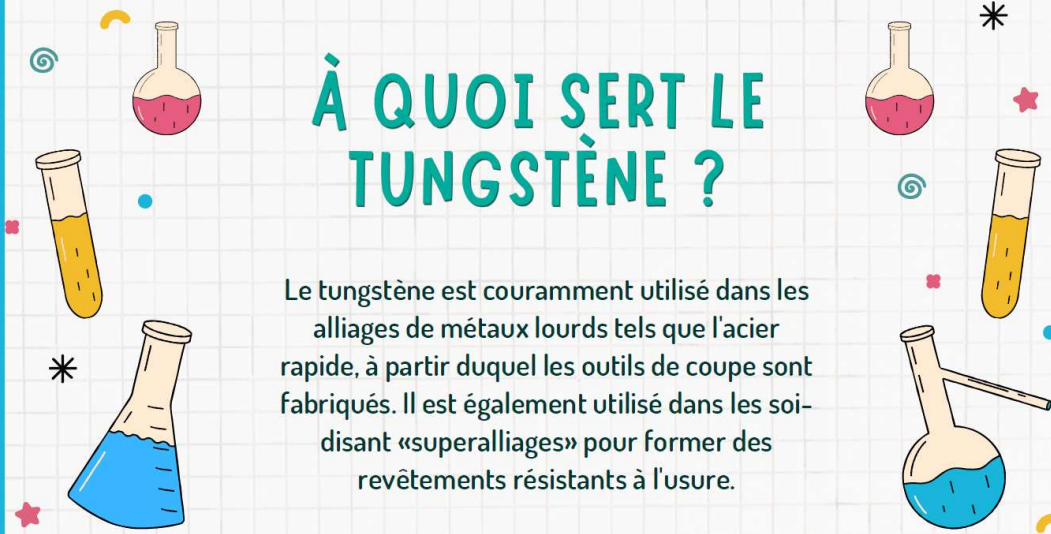 À QUOI SERT LE
TUNGSTÈNE ?
Le tungstène est couramment utilisé dans les
alliages de métaux lourds tels que l'acier
rapide, à partir duquel les outils de coupe sont
fabriqués. Il est également utilisé dans les soi-
disant «superalliages» pour former des
revêtements résistants à l'usure.